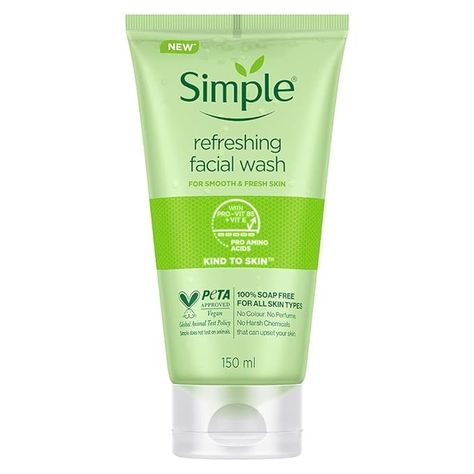 NEW*
Simple®
refreshing
facial wash
FOR SMOOTH & FRESH SKIN
WITH
PRO-VIT B5
+ VIT E
PRO AMINO
ACIDS
KIND TO SKIN™
PETA
APPROVED
Vegan
Global Animal Test Policy
Simple does not test on animals.
100% SOAP FREE
FOR ALL SKIN TYPES
No Colour. No Perfume.
No Harsh Chemicals
that can upset your skin
150 ml